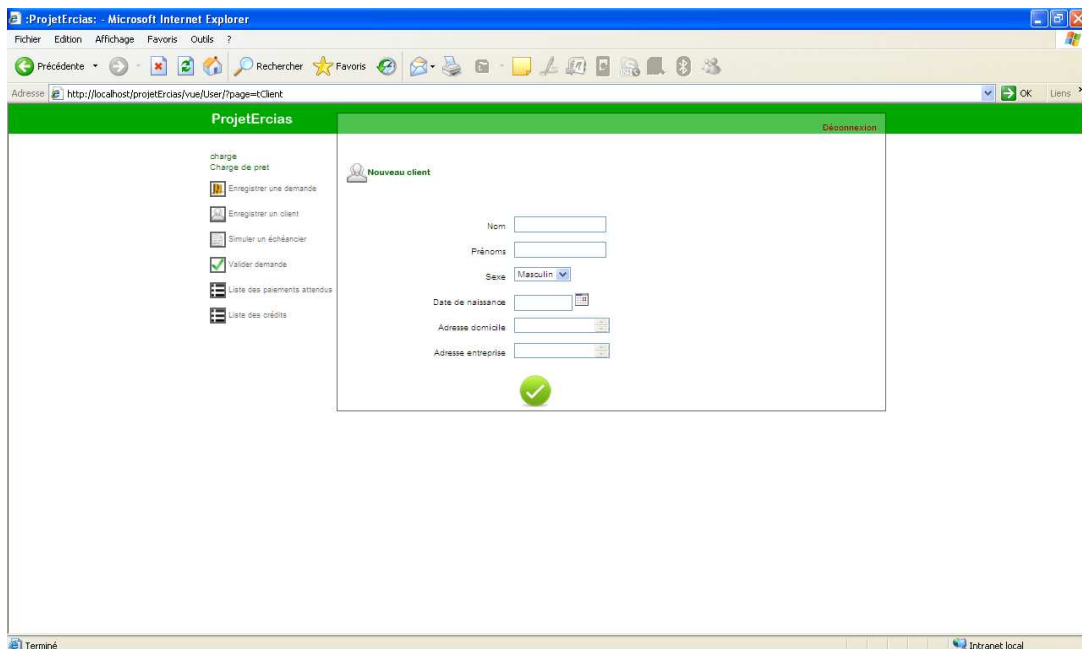 :ProjetErcias: - Microsoft Internet Explorer
Fichier Edition Affichage Favoris Outils ?
Précédente Rechercher Favoris
Adresse http://localhost/projetErcias/vue/User/?page=tClient OK Liens
ProjetErcias
Déconnexion
charge
Charge de pret
Enregistrer une demande
Enregistrer un client
Simuler un échéancier
Valider demande
Liste des paiements attendus
Liste des crédits
Nouveau client
Nom
Prénoms
Sexe Masculin
Date de naissance
Adresse domicile
Adresse entreprise
Terminé Intranet local